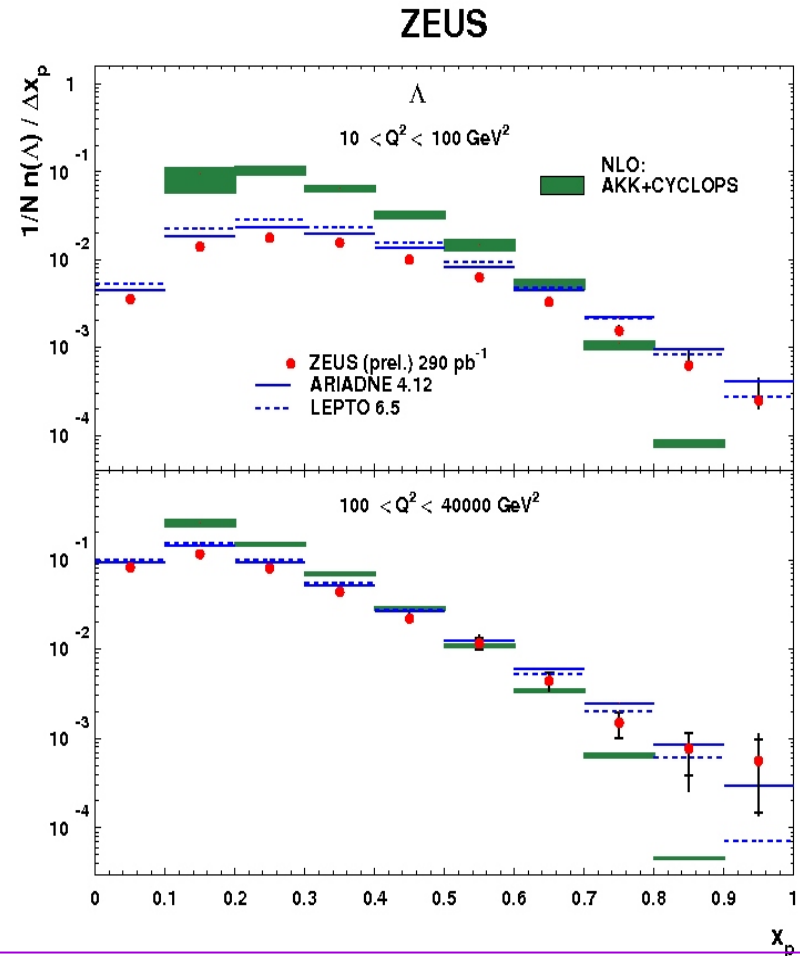 ZEUS
1/N n(Λ) / Δx_p
Λ
10 < Q² < 100 GeV²
NLO:
AKK+CYCLOPS
1
10⁻¹
10⁻²
10⁻³
10⁻⁴
ZEUS (prel.) 290 pb⁻¹
ARIADNE 4.12
LEPTO 6.5
100 < Q² < 40000 GeV²
10⁻¹
10⁻²
10⁻³
10⁻⁴
0 0.1 0.2 0.3 0.4 0.5 0.6 0.7 0.8 0.9 1
x_p